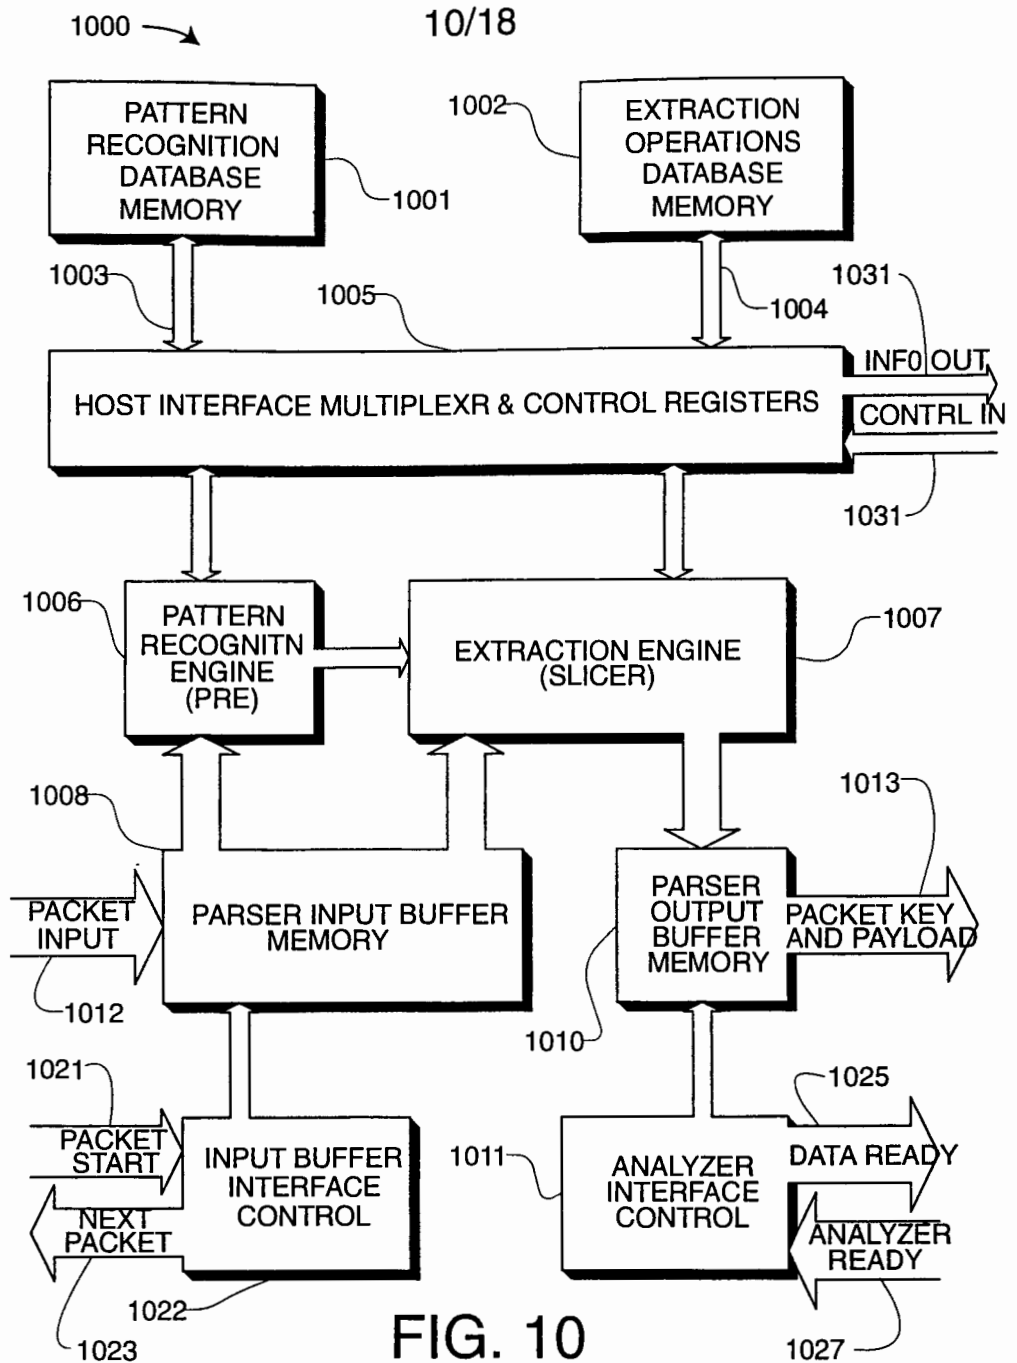 10/18
1000
PATTERN
RECOGNITION
DATABASE
MEMORY
1001
1002
EXTRACTION
OPERATIONS
DATABASE
MEMORY
1003
1005
1004
1031
HOST INTERFACE MULTIPLEXR & CONTROL REGISTERS
INFO OUT
CONTRL IN
1031
1006
PATTERN
RECOGNITN
ENGINE
(PRE)
EXTRACTION ENGINE
(SLICER)
1007
1008
1013
PACKET
INPUT
PARSER INPUT BUFFER
MEMORY
PARSER
OUTPUT
BUFFER
MEMORY
PACKET KEY
AND PAYLOAD
1012
1010
1021
PACKET
START
NEXT
PACKET
INPUT BUFFER
INTERFACE
CONTROL
1011
ANALYZER
INTERFACE
CONTROL
1025
DATA READY
ANALYZER
READY
1022
1023
1027
FIG. 10